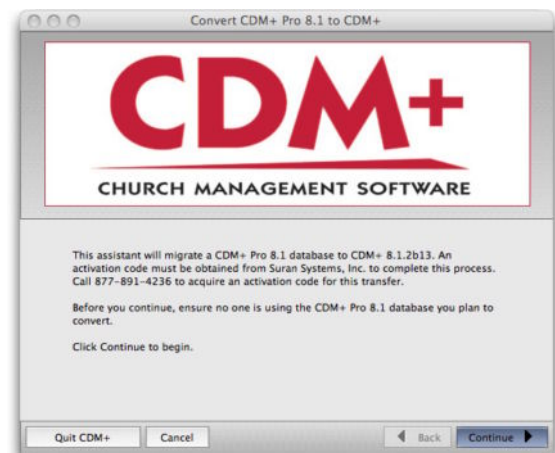 Convert CDM+ Pro 8.1 to CDM+
CDM+
CHURCH MANAGEMENT SOFTWARE
This assistant will migrate a CDM+ Pro 8.1 database to CDM+ 8.1.2b13. An
activation code must be obtained from Suran Systems, Inc. to complete this process.
Call 877-891-4236 to acquire an activation code for this transfer.
Before you continue, ensure no one is using the CDM+ Pro 8.1 database you plan to
convert.
Click Continue to begin.
Quit CDM+ Cancel Back Continue